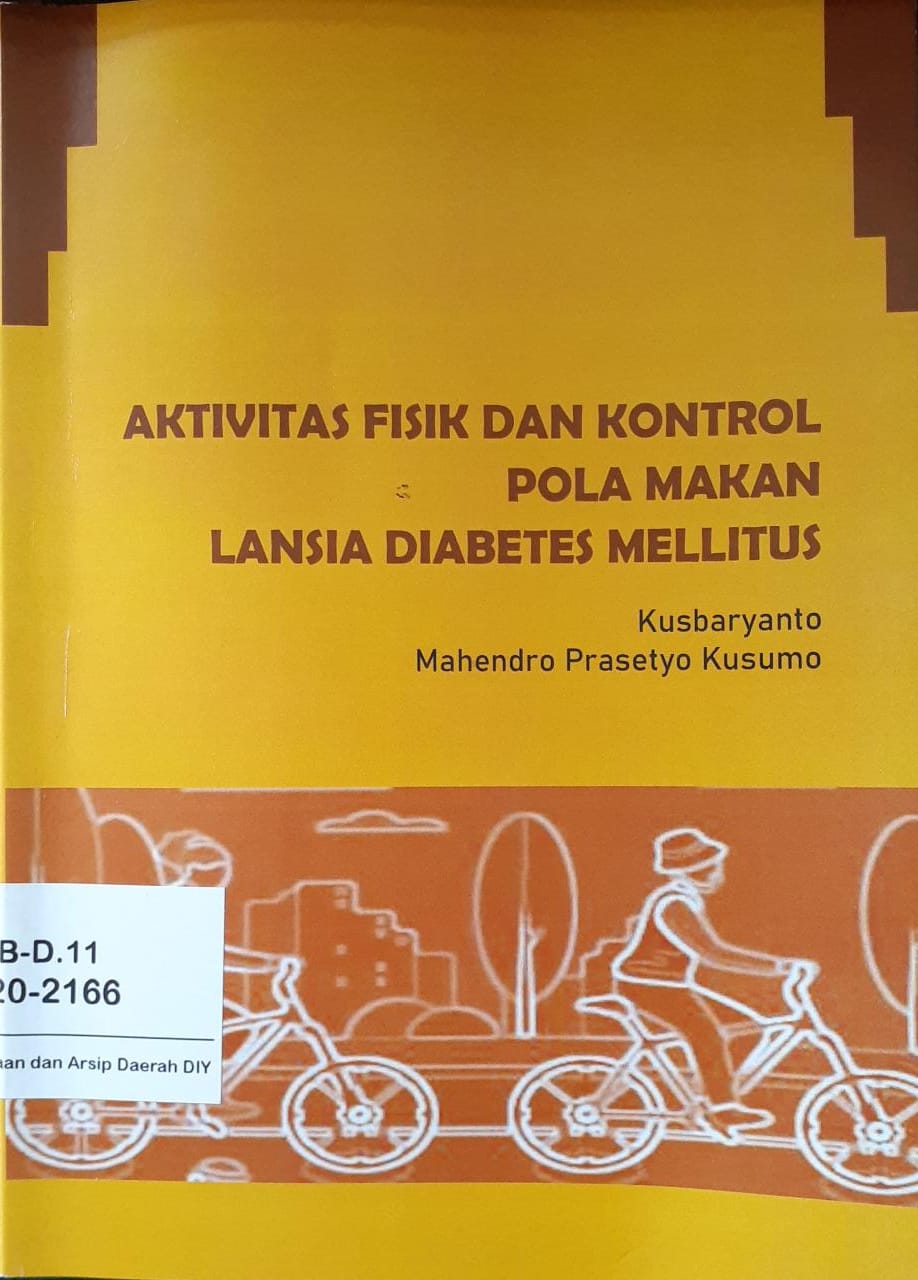 AKTIVITAS FISIK DAN KONTROL
POLA MAKAN
LANSIA DIABETES MELLITUS
Kusbaryanto
Mahendro Prasetyo Kusumo
B-D.11
20-2166
dan Arsip Daerah DIY